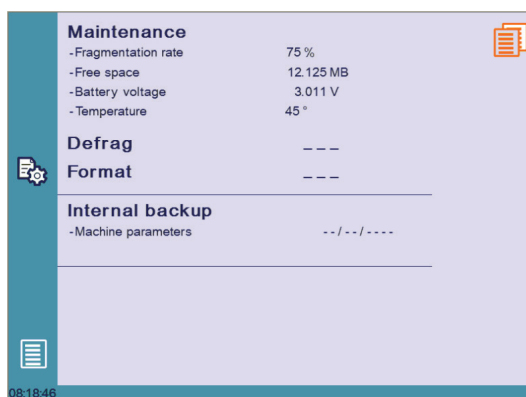 Maintenance
-Fragmentation rate 75 %
-Free space 12.125 MB
-Battery voltage 3.011 V
-Temperature 45 °
Defrag _ _ _
Format _ _ _
Internal backup
-Machine parameters --/--/----
08:18:46